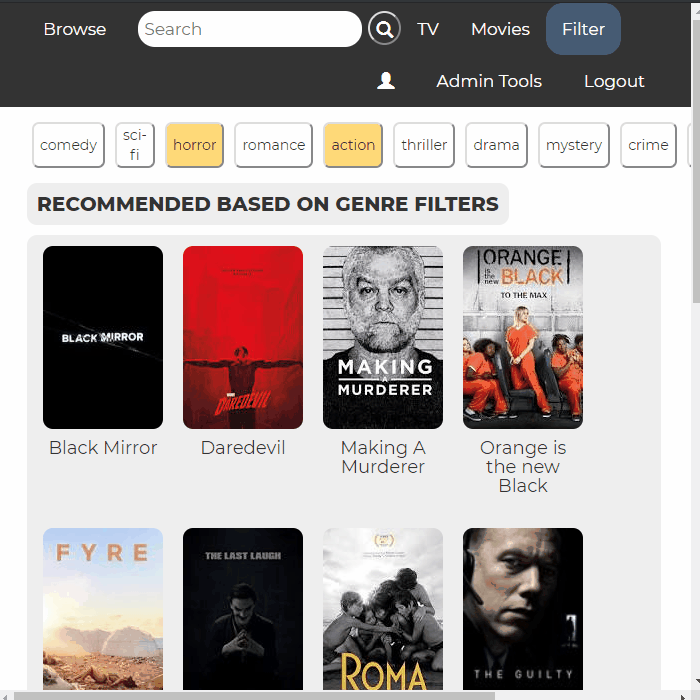 Browse
Search
TV
Movies
Filter
Admin Tools
Logout
comedy
sci-
fi
horror
romance
action
thriller
drama
mystery
crime
RECOMMENDED BASED ON GENRE FILTERS
BLACK MIRROR
DAREDEVIL
MAKING
A
MURDERER
ORANGE
is the new
BLACK
TO THE MAX
Black Mirror
Daredevil
Making A
Murderer
Orange is
the new
Black
FYRE
THE LAST LAUGH
ROMA
THE GUILTY